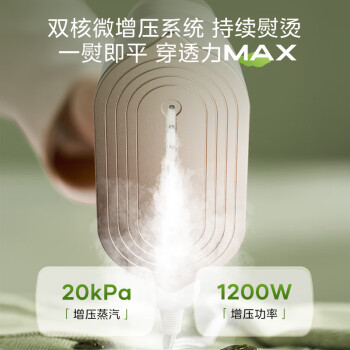 双核微增压系统 持续熨烫
一熨即平 穿透力MAX
20kPa
「增压蒸汽」
1200W
「增压功率」